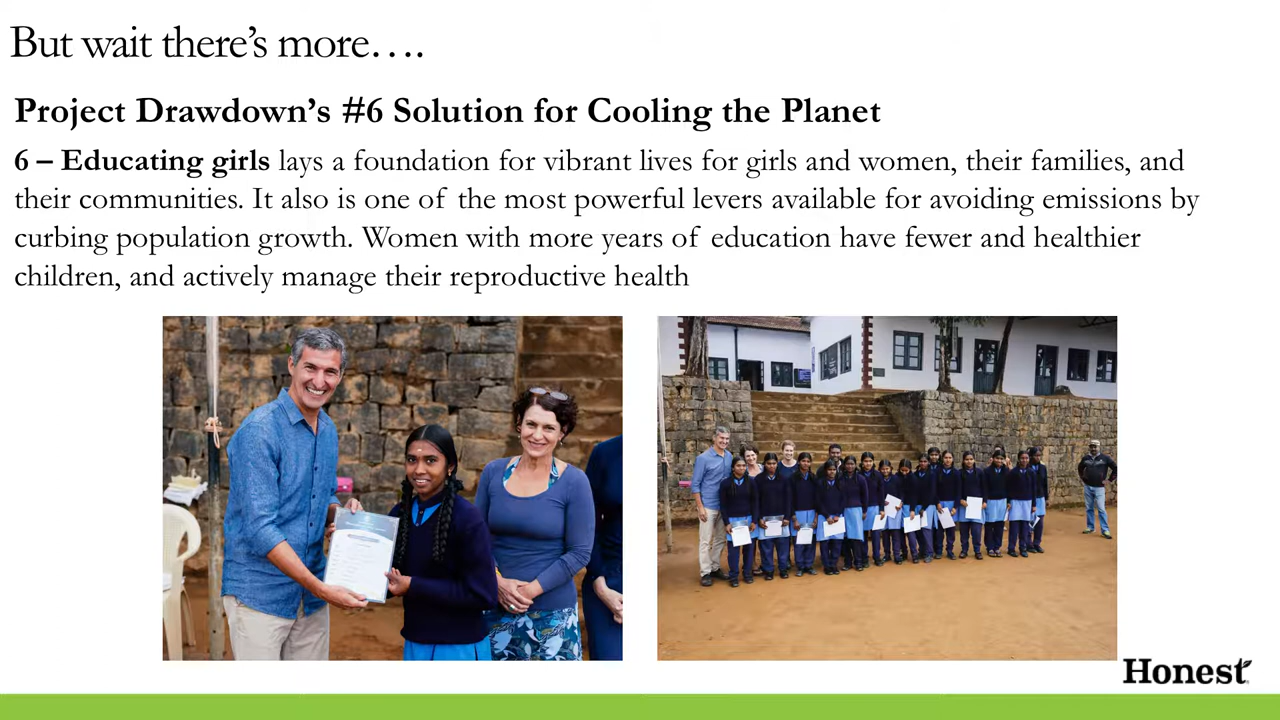 But wait there’s more….
Project Drawdown’s #6 Solution for Cooling the Planet
6 – Educating girls lays a foundation for vibrant lives for girls and women, their families, and
their communities. It also is one of the most powerful levers available for avoiding emissions by
curbing population growth. Women with more years of education have fewer and healthier
children, and actively manage their reproductive health
Honest